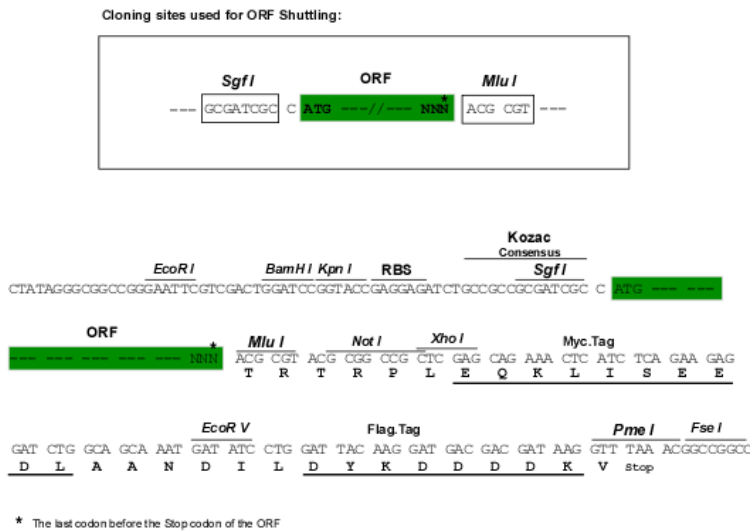 Cloning sites used for ORF Shuttling:
Sgf I ORF Mlu I
*
--- GCGATCGC C ATG ---//--- NNN ACG CGT ---
Kozac
Consensus
EcoR I BamH I Kpn I RBS Sgf I
CTATAGGGCGGCCGGGAATTCGTCGACTGGATCCGGTACCGAGGAGATCTGCCGCCGCGATCGC C ATG --- ---
ORF * Mlu I Not I Xho I Myc.Tag
--- --- --- --- --- --- NNN ACG CGT ACG CGG CCG CTC GAG CAG AAA CTC ATC TCA GAA GAG
T R T R P L E Q K L I S E E
EcoR V Flag.Tag Pme I Fse I
GAT CTG GCA GCA AAT GAT ATC CTG GAT TAC AAG GAT GAC GAC GAT AAG GTT TAA ACGGCCGGCC
D L A A N D I L D Y K D D D D K V Stop
* The last codon before the Stop codon of the ORF